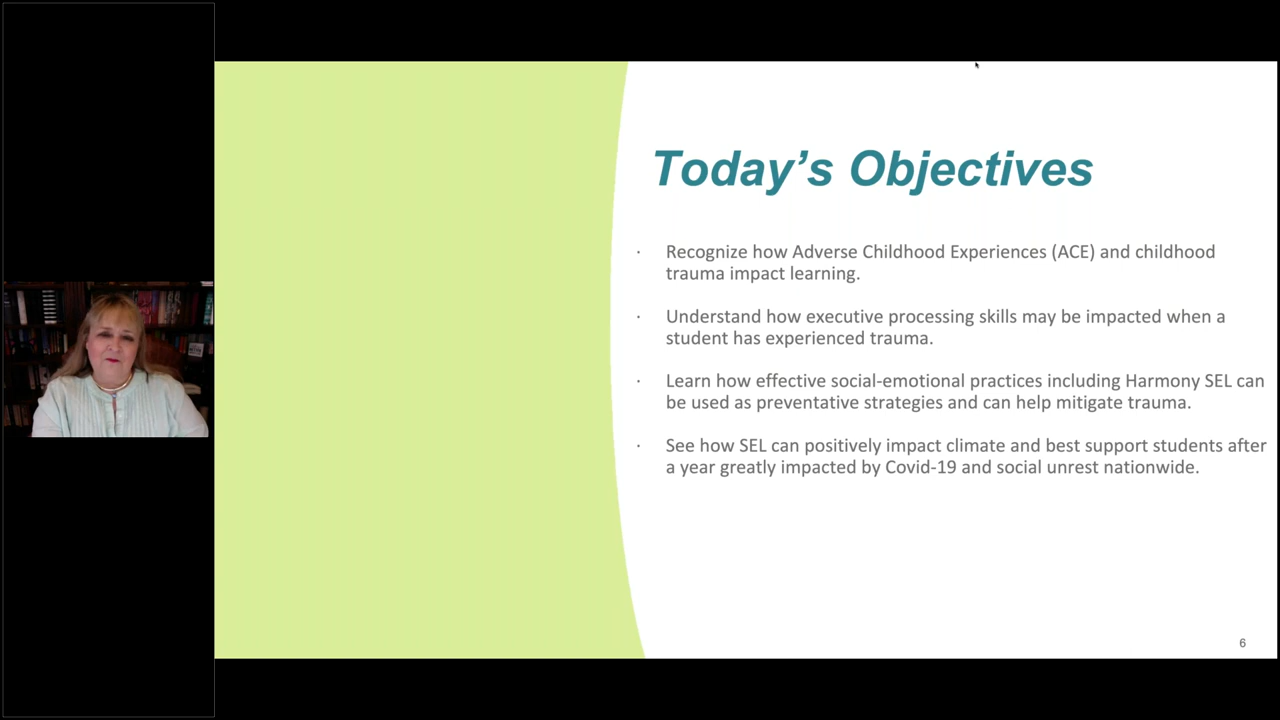 Today’s Objectives
· Recognize how Adverse Childhood Experiences (ACE) and childhood
trauma impact learning.
· Understand how executive processing skills may be impacted when a
student has experienced trauma.
· Learn how effective social-emotional practices including Harmony SEL can
be used as preventative strategies and can help mitigate trauma.
· See how SEL can positively impact climate and best support students after
a year greatly impacted by Covid-19 and social unrest nationwide.
6